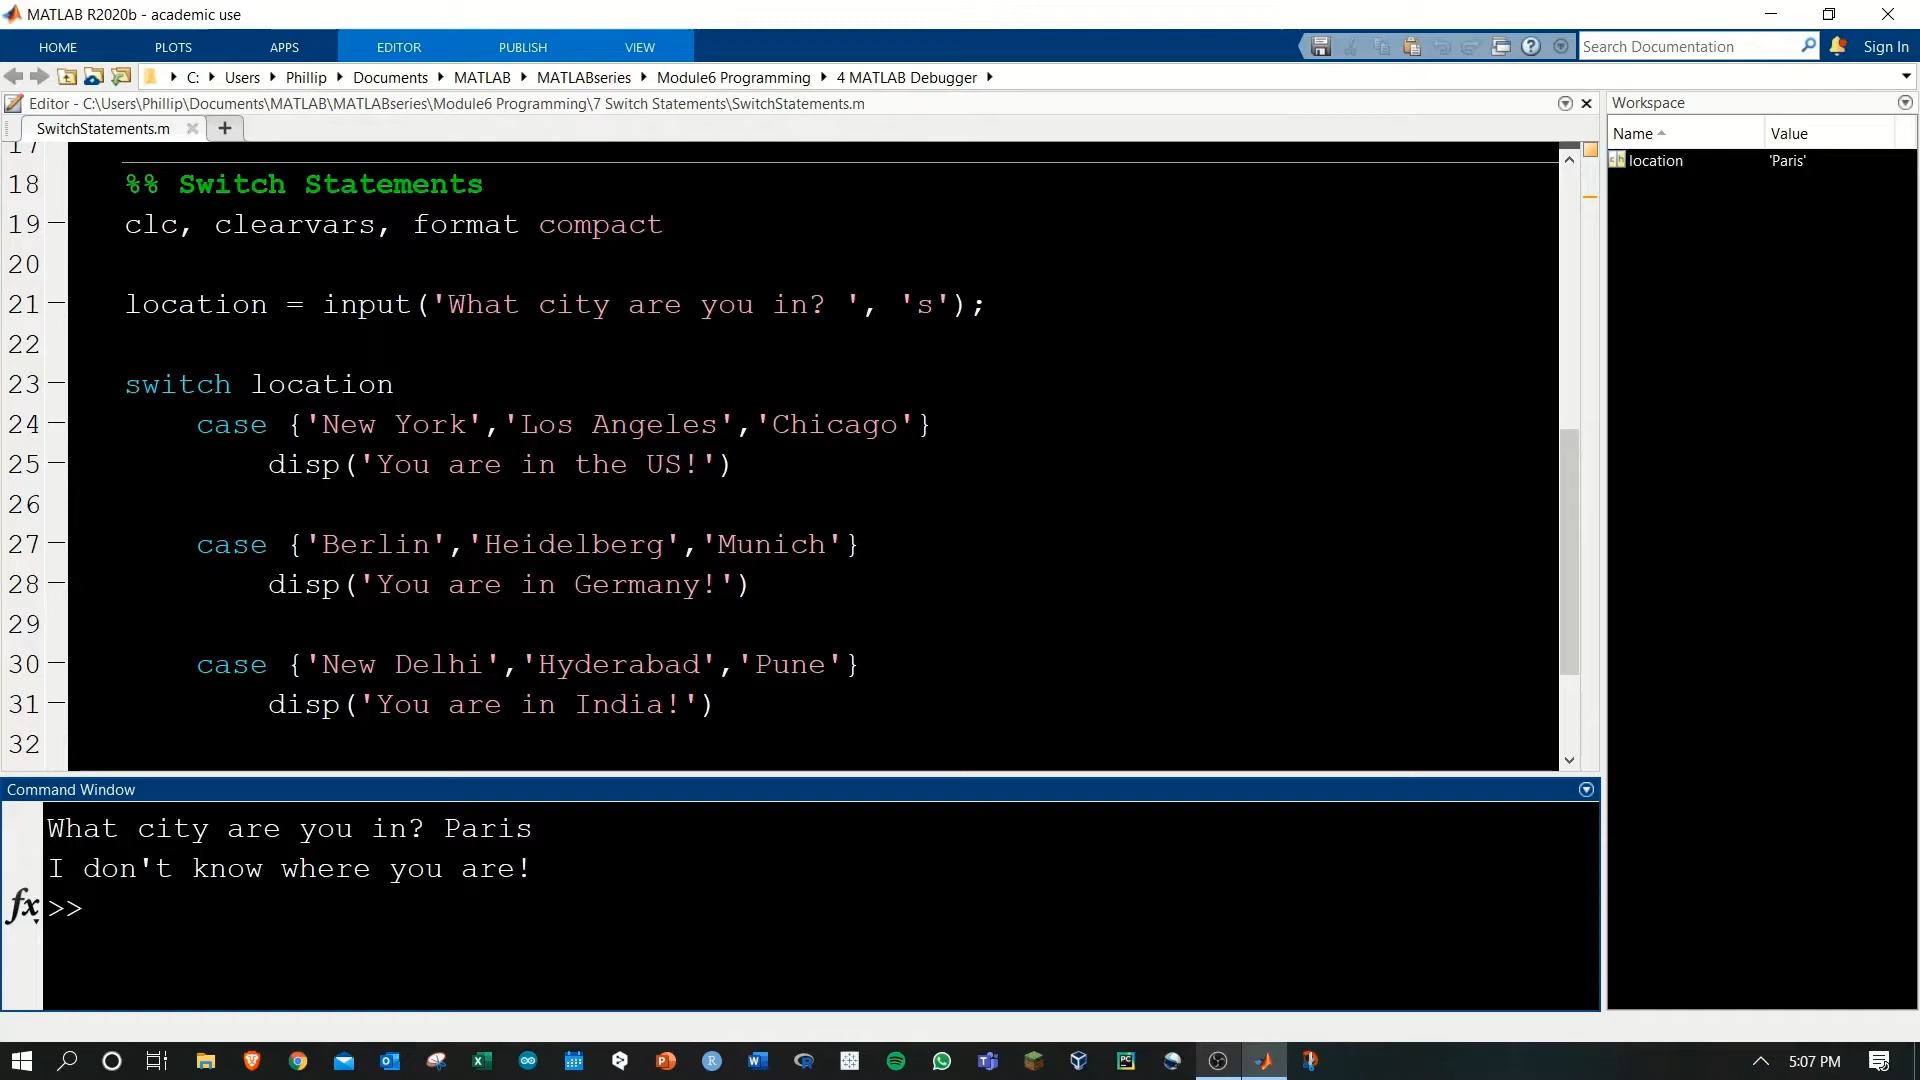 MATLAB R2020b - academic use
HOME PLOTS APPS EDITOR PUBLISH VIEW Search Documentation Sign In
C: Users Phillip Documents MATLAB MATLABseries Module6 Programming 4 MATLAB Debugger
Editor - C:\Users\Phillip\Documents\MATLAB\MATLABseries\Module6 Programming\7 Switch Statements\SwitchStatements.m
Workspace
SwitchStatements.m
Name Value
location 'Paris'
17
18 %% Switch Statements
19 clc, clearvars, format compact
20
21 location = input('What city are you in? ', 's');
22
23 switch location
24 case {'New York','Los Angeles','Chicago'}
25 disp('You are in the US!')
26
27 case {'Berlin','Heidelberg','Munich'}
28 disp('You are in Germany!')
29
30 case {'New Delhi','Hyderabad','Pune'}
31 disp('You are in India!')
32
Command Window
What city are you in? Paris
I don't know where you are!
fx >>
5:07 PM